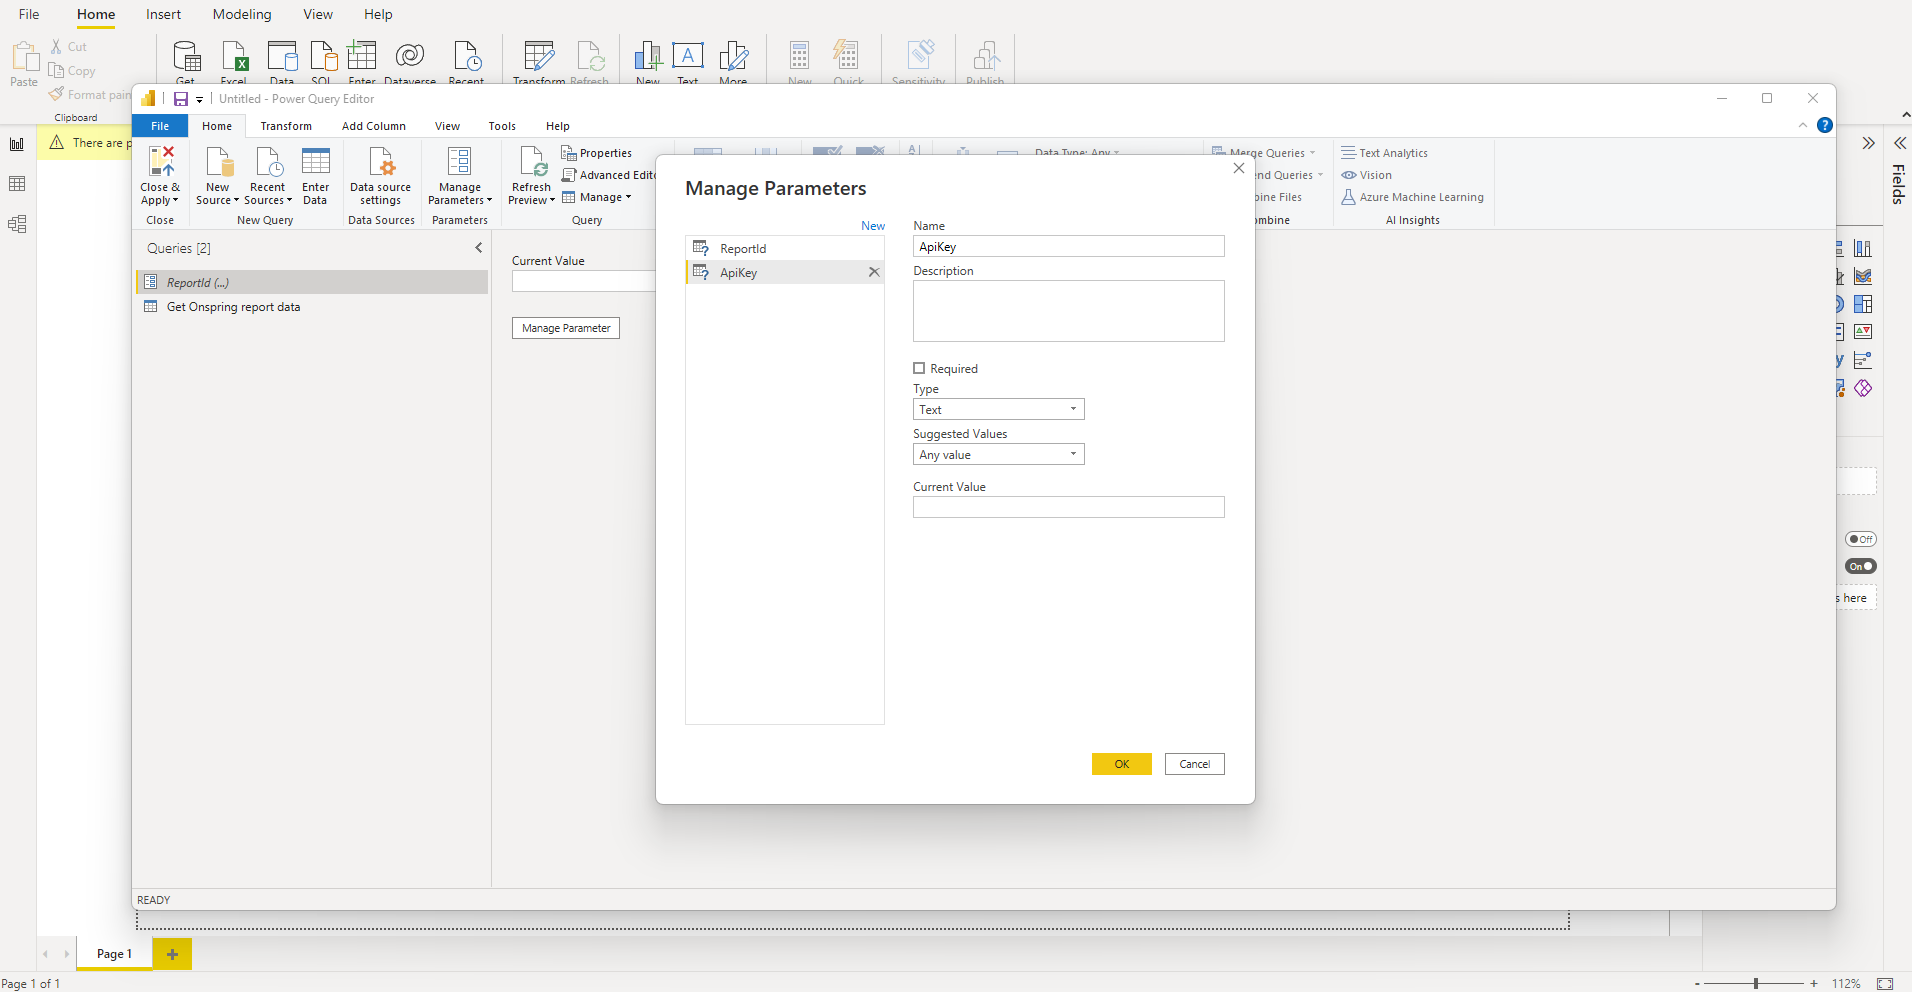 File Home Insert Modeling View Help
Cut
Copy
Format pain
Paste
Clipboard
Get Excel Data SQL Enter Dataverse Recent Transform Refresh New Text More New Quick Sensitivity Publish
There are p
Untitled - Power Query Editor
File Home Transform Add Column View Tools Help
Close & Apply
Close
New Source
Recent Sources
Enter Data
New Query
Data source settings
Data Sources
Manage Parameters
Parameters
Refresh Preview
Properties
Advanced Edito
Manage
Query
Data Type: Any
Merge Queries
end Queries
bine Files
ombine
Text Analytics
Vision
Azure Machine Learning
AI Insights
Queries [2]
ReportId (...)
Get Onspring report data
Current Value
Manage Parameter
Manage Parameters
New
ReportId
ApiKey
Name
ApiKey
Description
Required
Type
Text
Suggested Values
Any value
Current Value
OK
Cancel
Fields
Off
On
s here
READY
Page 1
+
Page 1 of 1
- + 112%